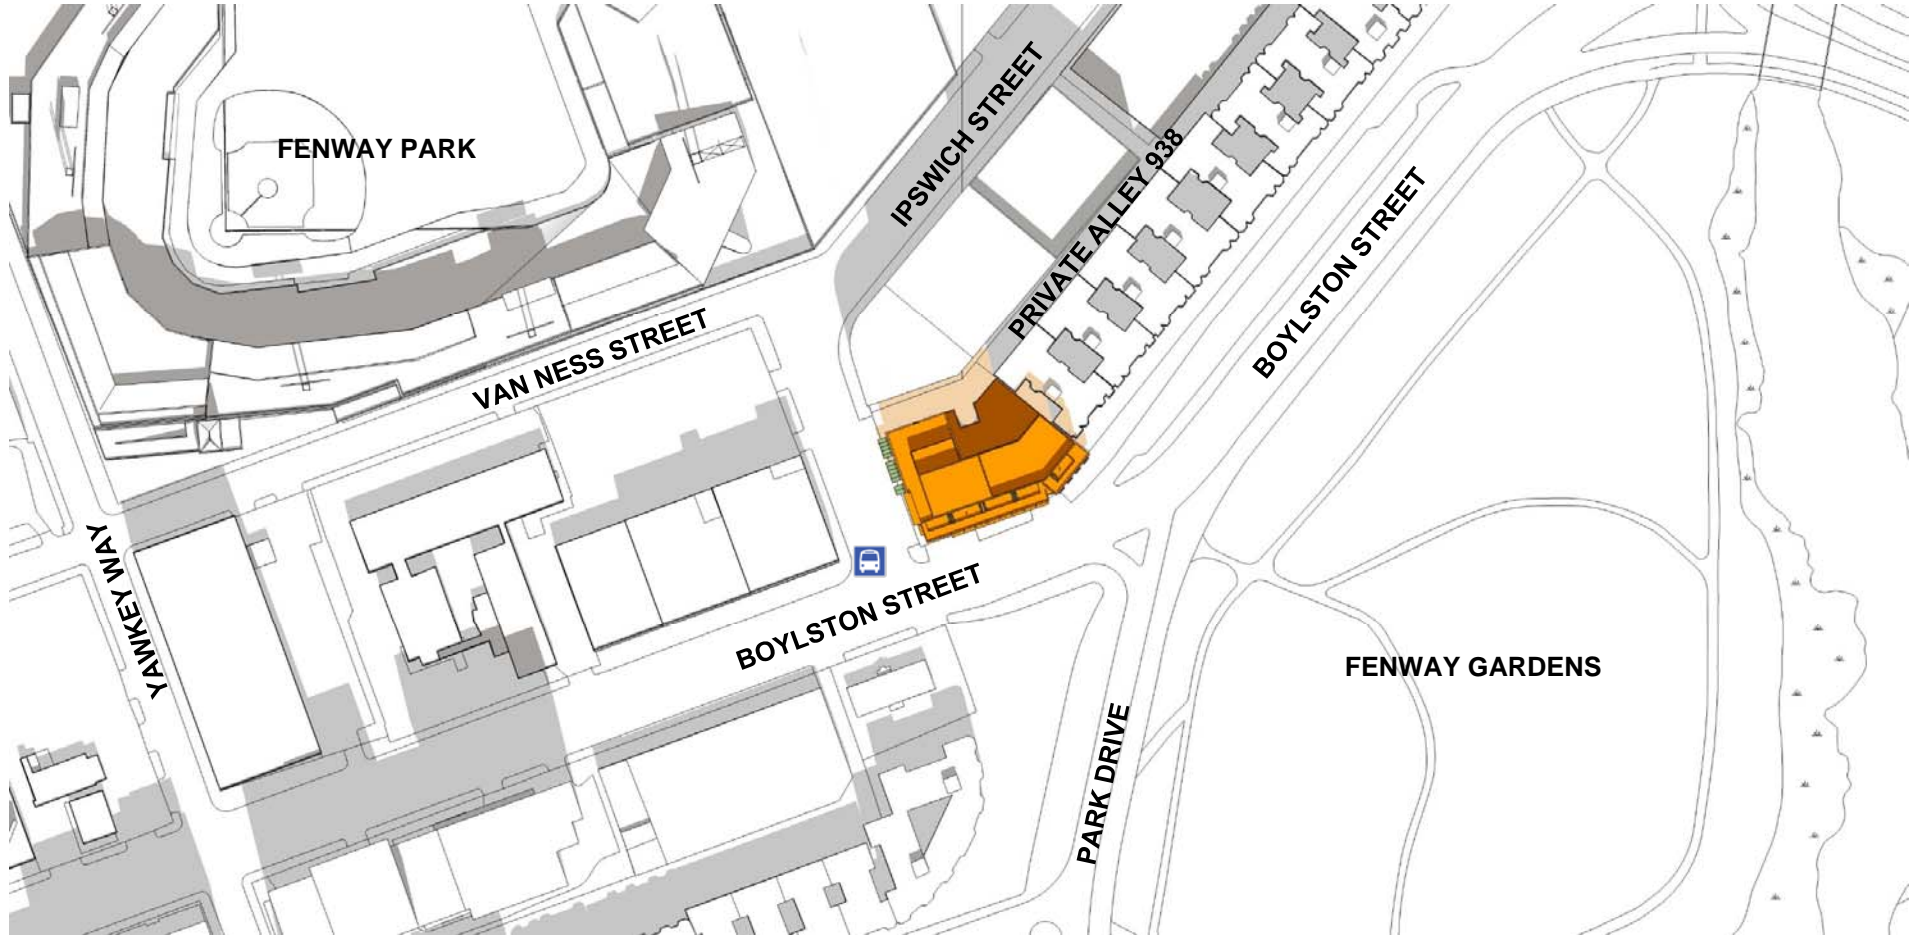 IPSWICH STREET
FENWAY PARK
PRIVATE ALLEY 938
BOYLSTON STREET
VAN NESS STREET
YAWKEY WAY
BOYLSTON STREET
FENWAY GARDENS
PARK DRIVE